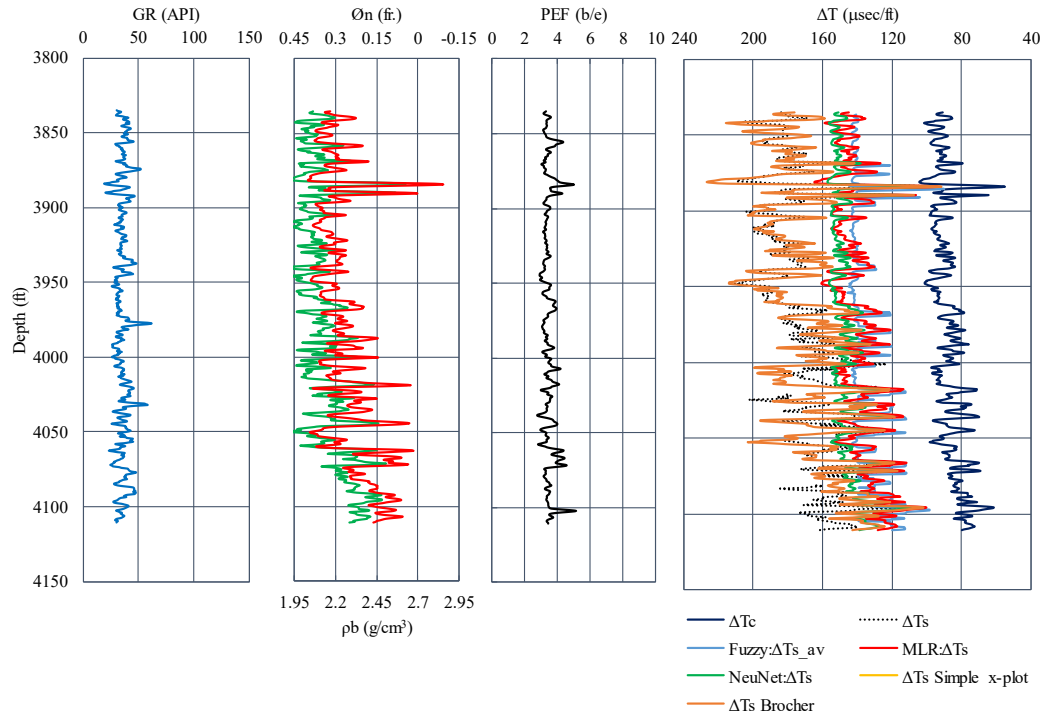 GR (API)
Øn (fr.)
PEF (b/e)
ΔT (μsec/ft)
0 50 100 150
0.45 0.3 0.15 0 -0.15
0 2 4 6 8 10
240 200 160 120 80 40
Depth (ft)
3800
3850
3900
3950
4000
4050
4100
4150
1.95 2.2 2.45 2.7 2.95
ρb (g/cm³)
ΔTc
ΔTs
Fuzzy:ΔTs_av
MLR:ΔTs
NeuNet:ΔTs
ΔTs Simple x-plot
ΔTs Brocher